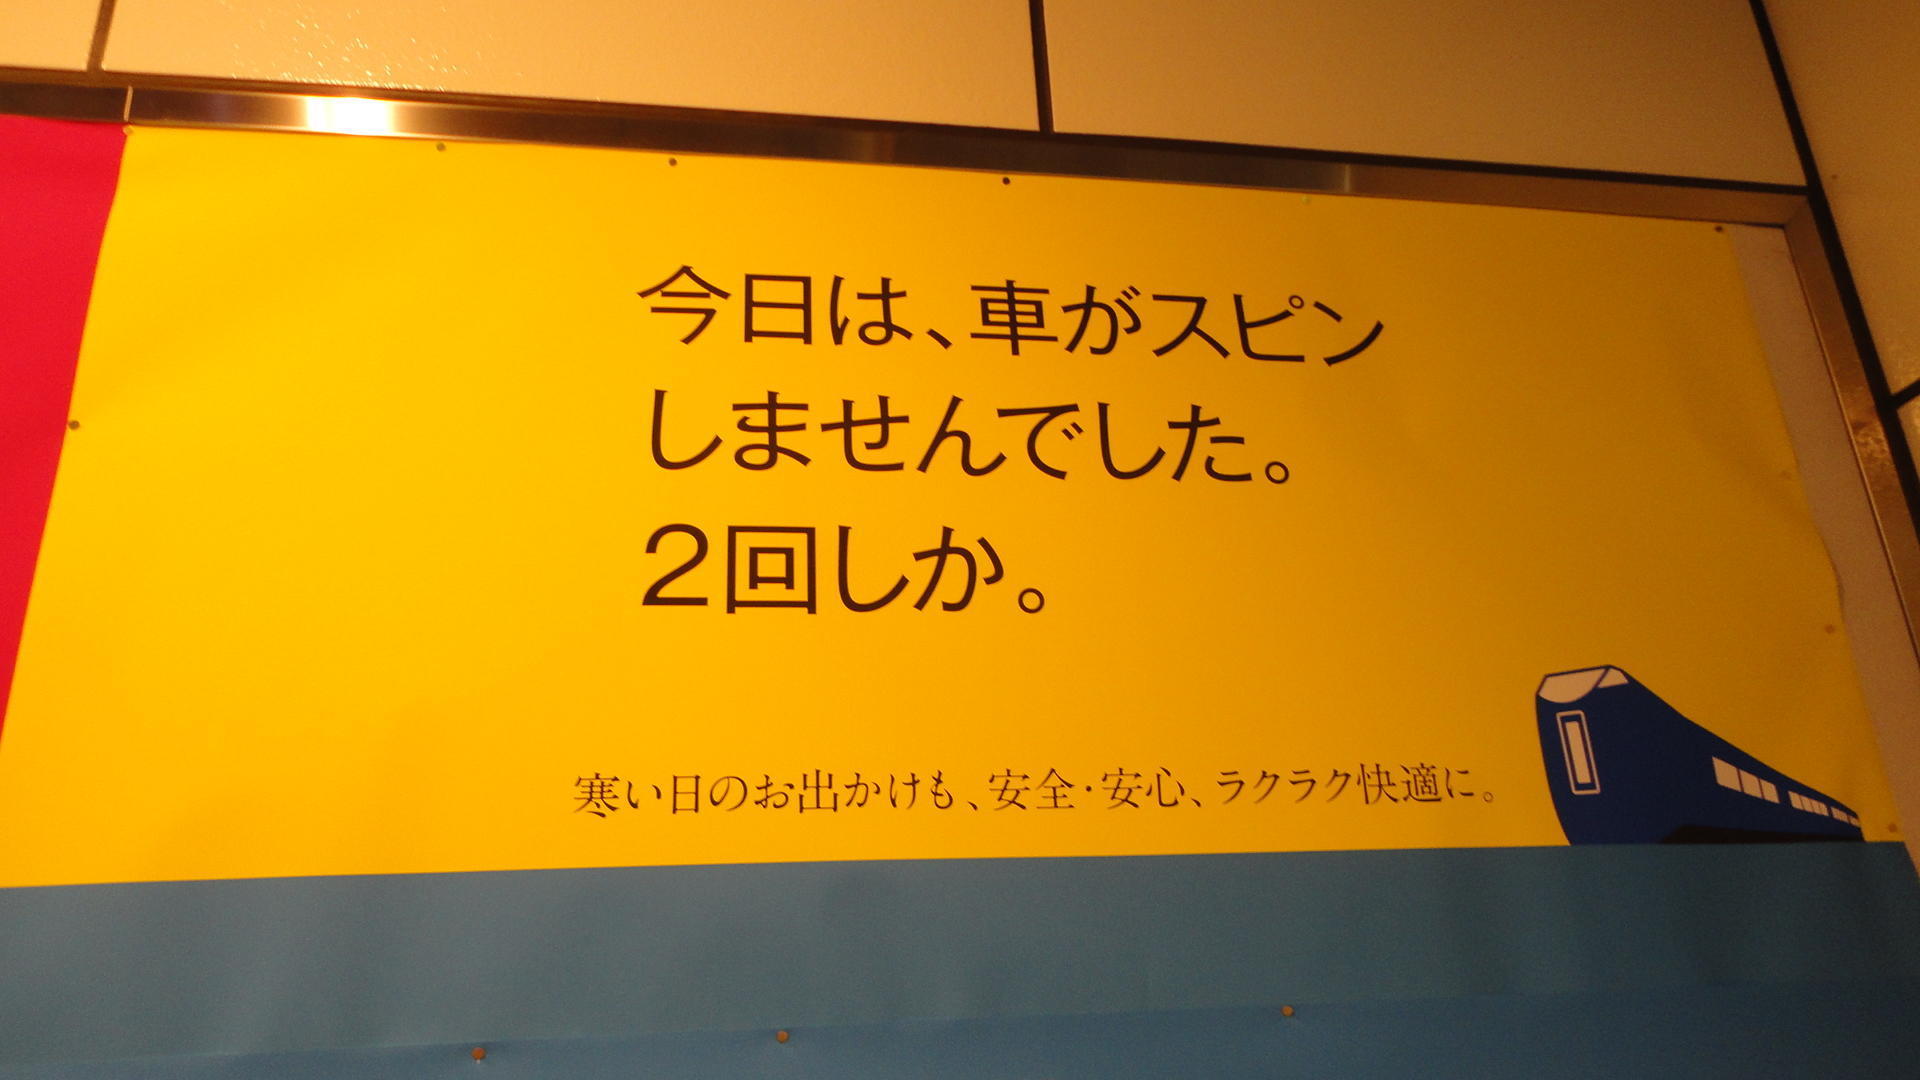 今日は、車がスピン
しませんでした。
2回しか。
寒い日のお出かけも、安全・安心、ラクラク快適に。